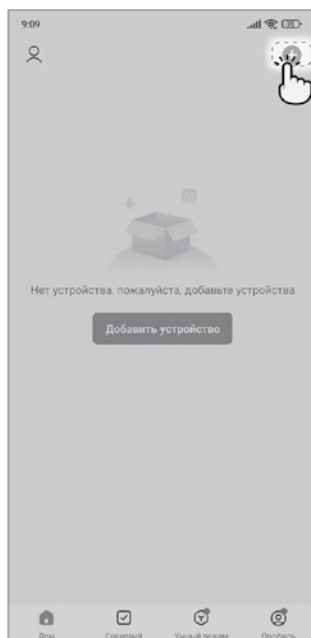 9:09
Нет устройства, пожалуйста, добавьте устройства
Добавить устройство
Дом
Сценарий
Умный режим
Профиль